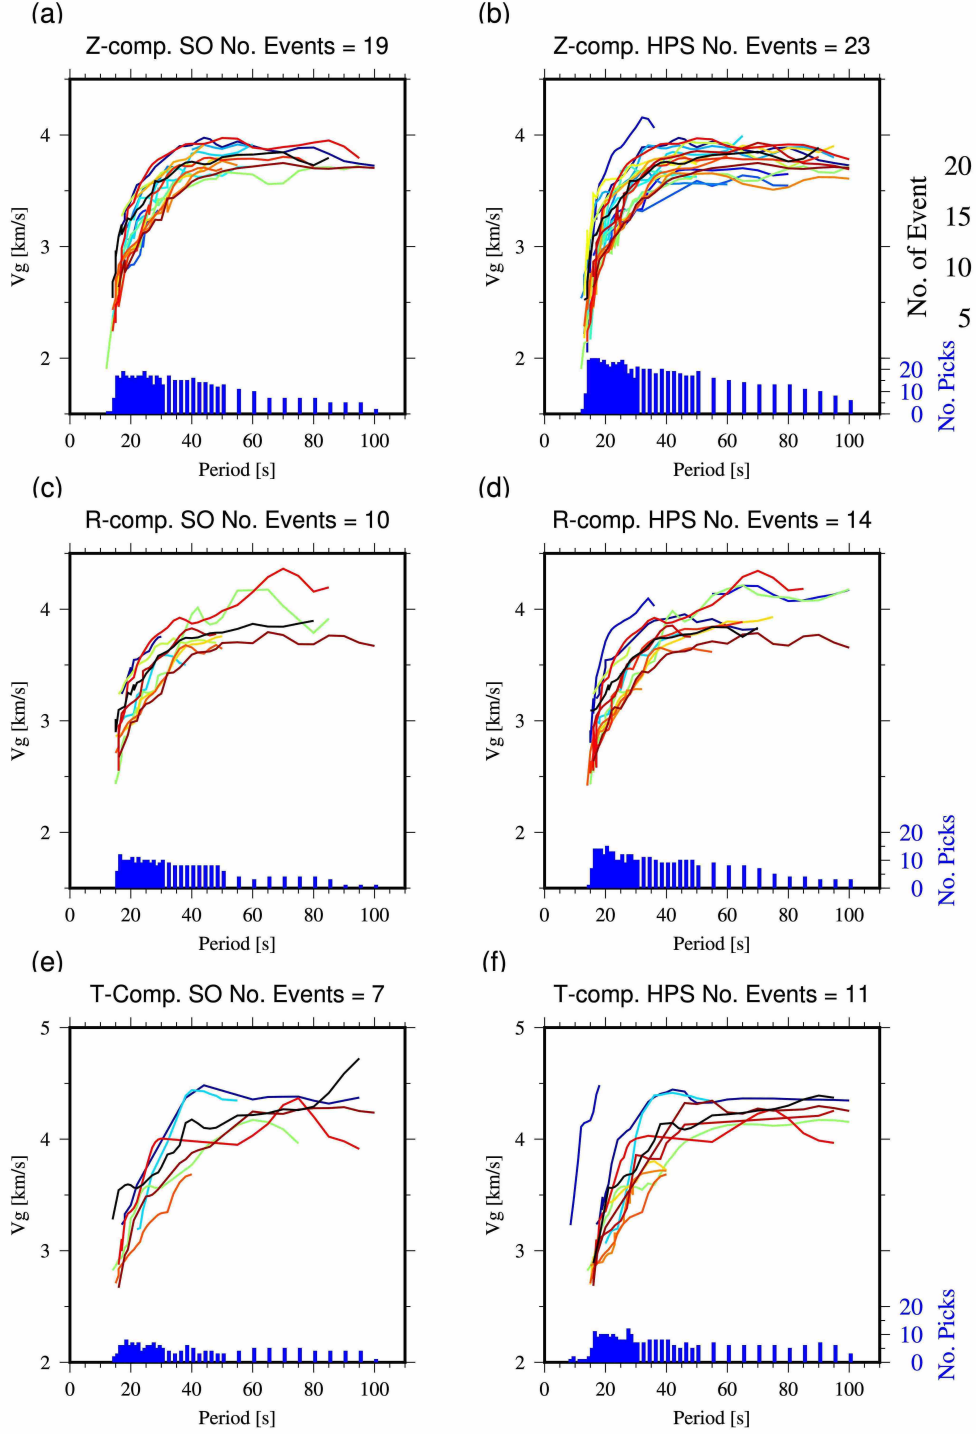 (a)
Z-comp. SO No. Events = 19
4
3
2
Vg [km/s]
0 20 40 60 80 100
Period [s]
(b)
Z-comp. HPS No. Events = 23
4
3
2
Vg [km/s]
20
10
0
No. Picks
0 20 40 60 80 100
Period [s]
No. of Event
20
15
10
5
(c)
R-comp. SO No. Events = 10
4
3
2
Vg [km/s]
0 20 40 60 80 100
Period [s]
(d)
R-comp. HPS No. Events = 14
4
3
2
Vg [km/s]
20
10
0
No. Picks
0 20 40 60 80 100
Period [s]
(e)
T-Comp. SO No. Events = 7
5
4
3
2
Vg [km/s]
0 20 40 60 80 100
Period [s]
(f)
T-comp. HPS No. Events = 11
5
4
3
2
Vg [km/s]
20
10
0
No. Picks
0 20 40 60 80 100
Period [s]